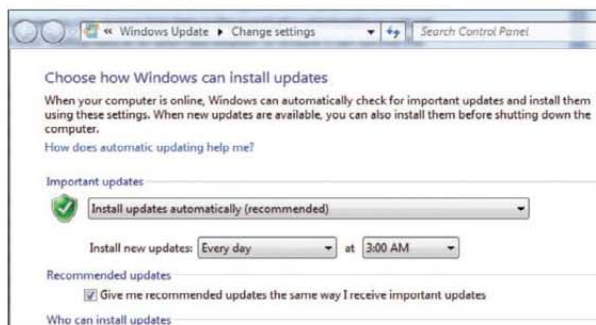 « Windows Update ▸ Change settings Search Control Panel
Choose how Windows can install updates
When your computer is online, Windows can automatically check for important updates and install them
using these settings. When new updates are available, you can also install them before shutting down the
computer.
How does automatic updating help me?
Important updates
Install updates automatically (recommended)
Install new updates: Every day at 3:00 AM
Recommended updates
Give me recommended updates the same way I receive important updates
Who can install updates